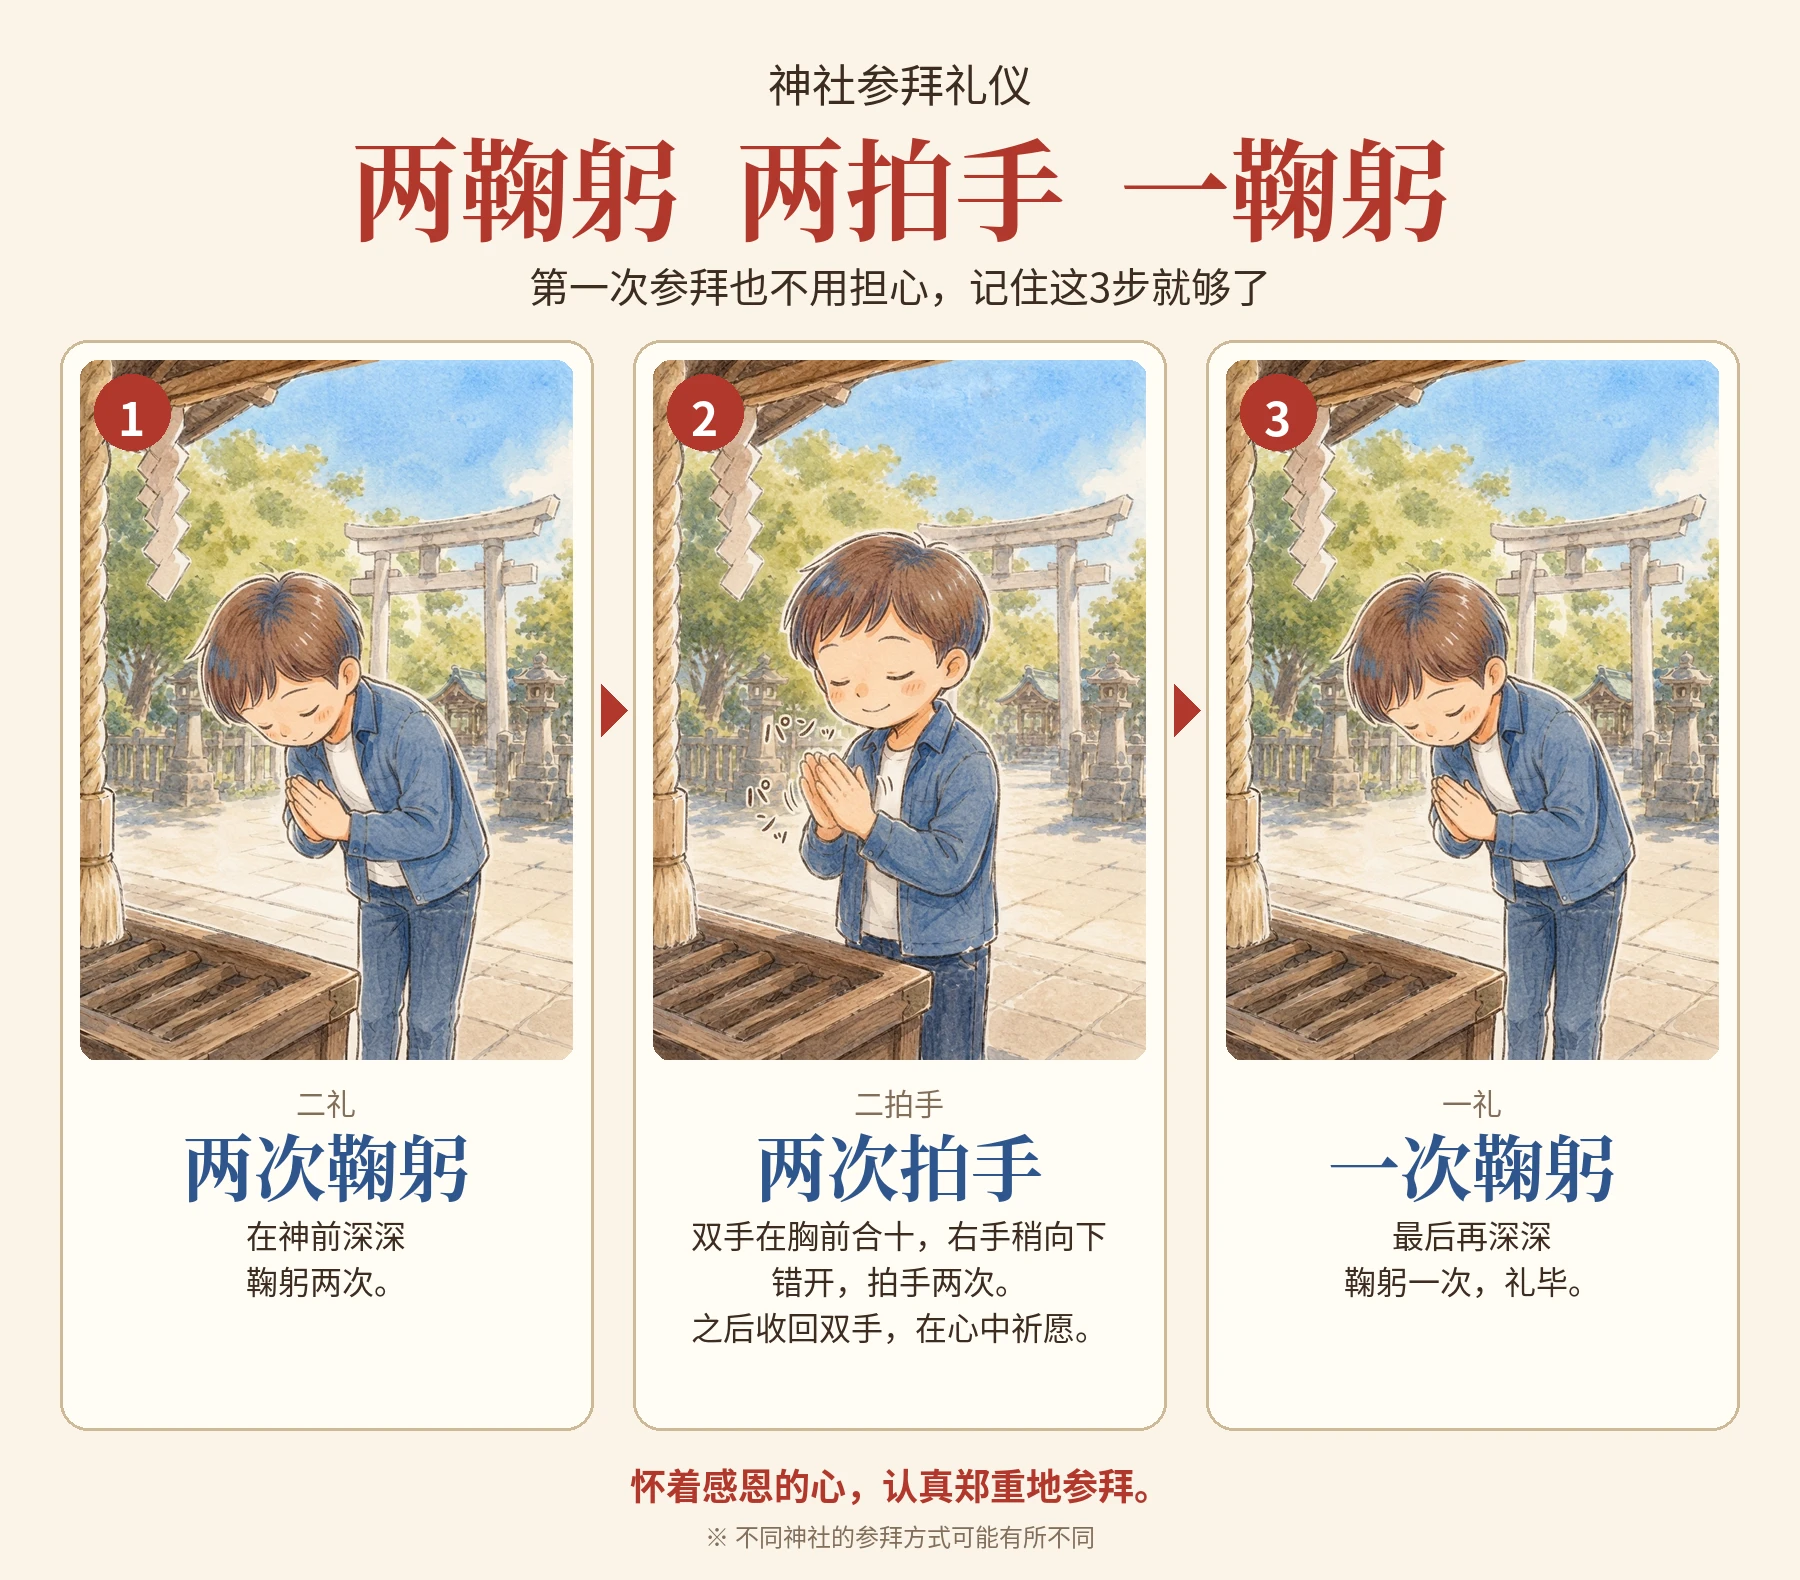 神社参拜礼仪
两鞠躬 两拍手 一鞠躬
第一次参拜也不用担心，记住这3步就够了
1
二礼
两次鞠躬
在神前深深
鞠躬两次。
2
パンッ
パンッ
二拍手
两次拍手
双手在胸前合十，右手稍向下
错开，拍手两次。
之后收回双手，在心中祈愿。
3
一礼
一次鞠躬
最后再深深
鞠躬一次，礼毕。
怀着感恩的心，认真郑重地参拜。
※ 不同神社的参拜方式可能有所不同